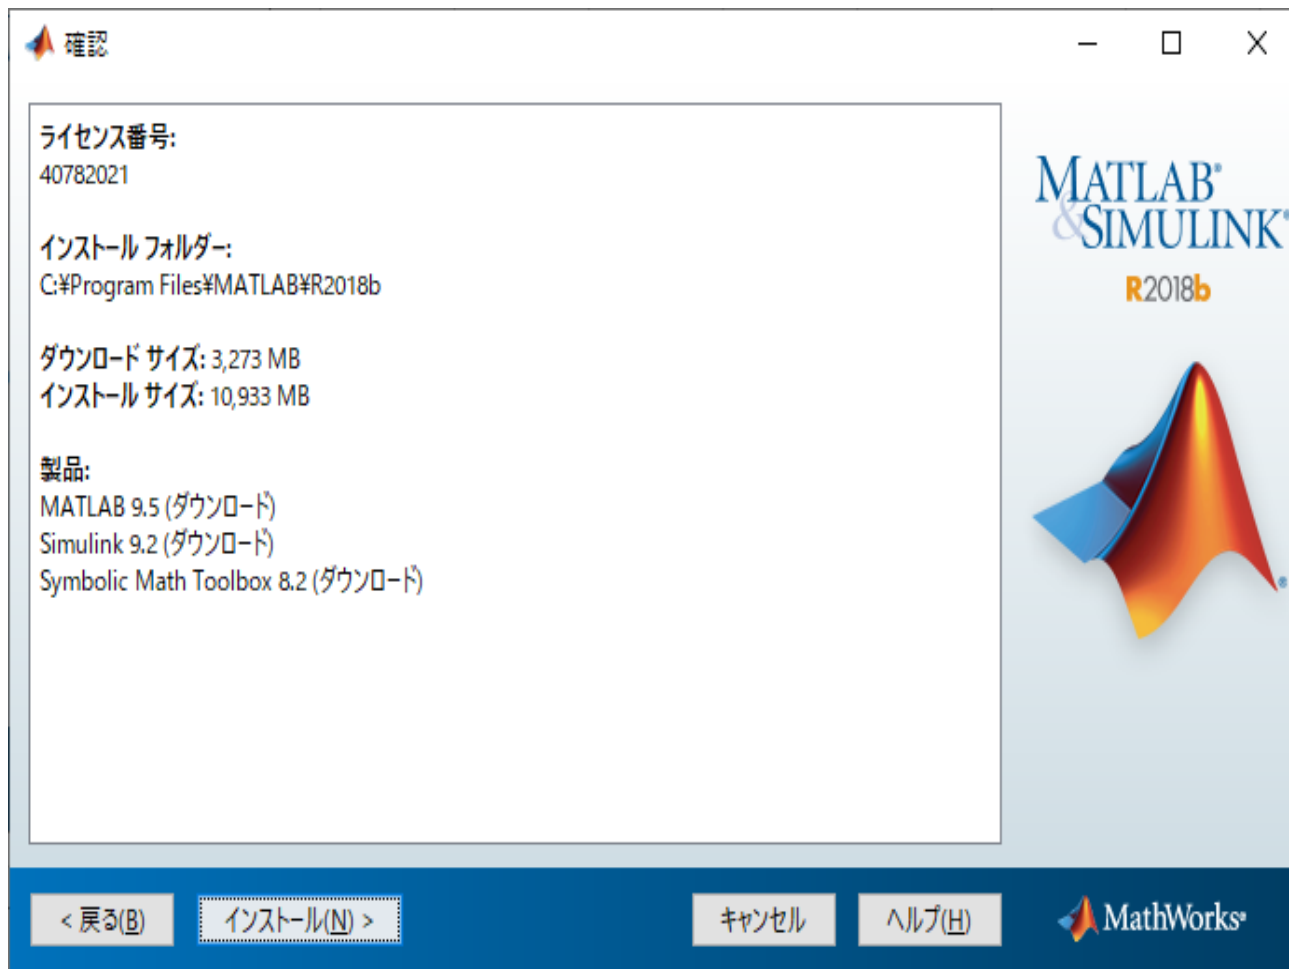 確認
ライセンス番号:
40782021
インストール フォルダー:
C:¥Program Files¥MATLAB¥R2018b
ダウンロード サイズ: 3,273 MB
インストール サイズ: 10,933 MB
製品:
MATLAB 9.5 (ダウンロード)
Simulink 9.2 (ダウンロード)
Symbolic Math Toolbox 8.2 (ダウンロード)
MATLAB®
&SIMULINK®
R2018b
®
< 戻る(B)
インストール(N) >
キャンセル
ヘルプ(H)
MathWorks®